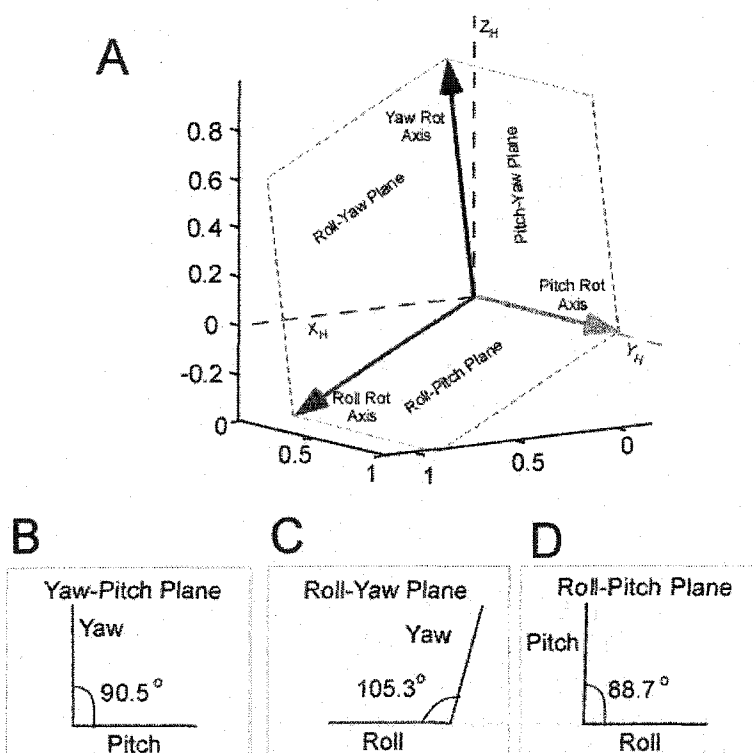 A
Z_H
Yaw Rot
Axis
Pitch-Yaw Plane
Roll-Yaw Plane
0.8
0.6
0.4
0.2
0
-0.2
X_H
Pitch Rot
Axis
Y_H
Roll Rot
Axis
Roll-Pitch Plane
0
0.5
1
1
0.5
0
B
Yaw-Pitch Plane
Yaw
90.5°
Pitch
C
Roll-Yaw Plane
Yaw
105.3°
Roll
D
Roll-Pitch Plane
Pitch
88.7°
Roll